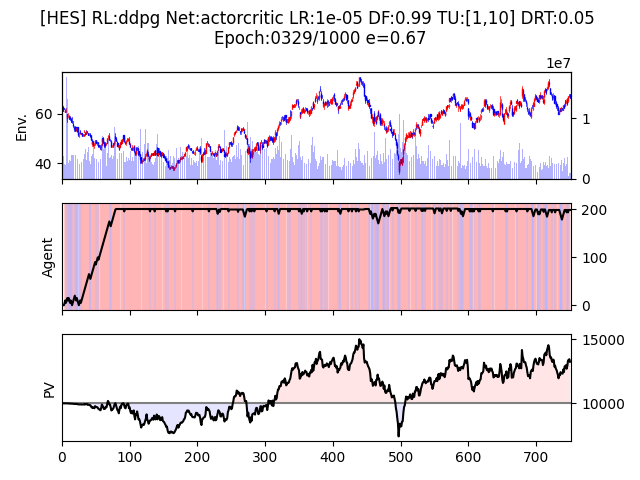 [HES] RL:ddpg Net:actorcritic LR:1e-05 DF:0.99 TU:[1,10] DRT:0.05
Epoch:0329/1000 e=0.67
1e7
Env.
60
40
1
0
Agent
200
100
0
PV
15000
10000
0 100 200 300 400 500 600 700